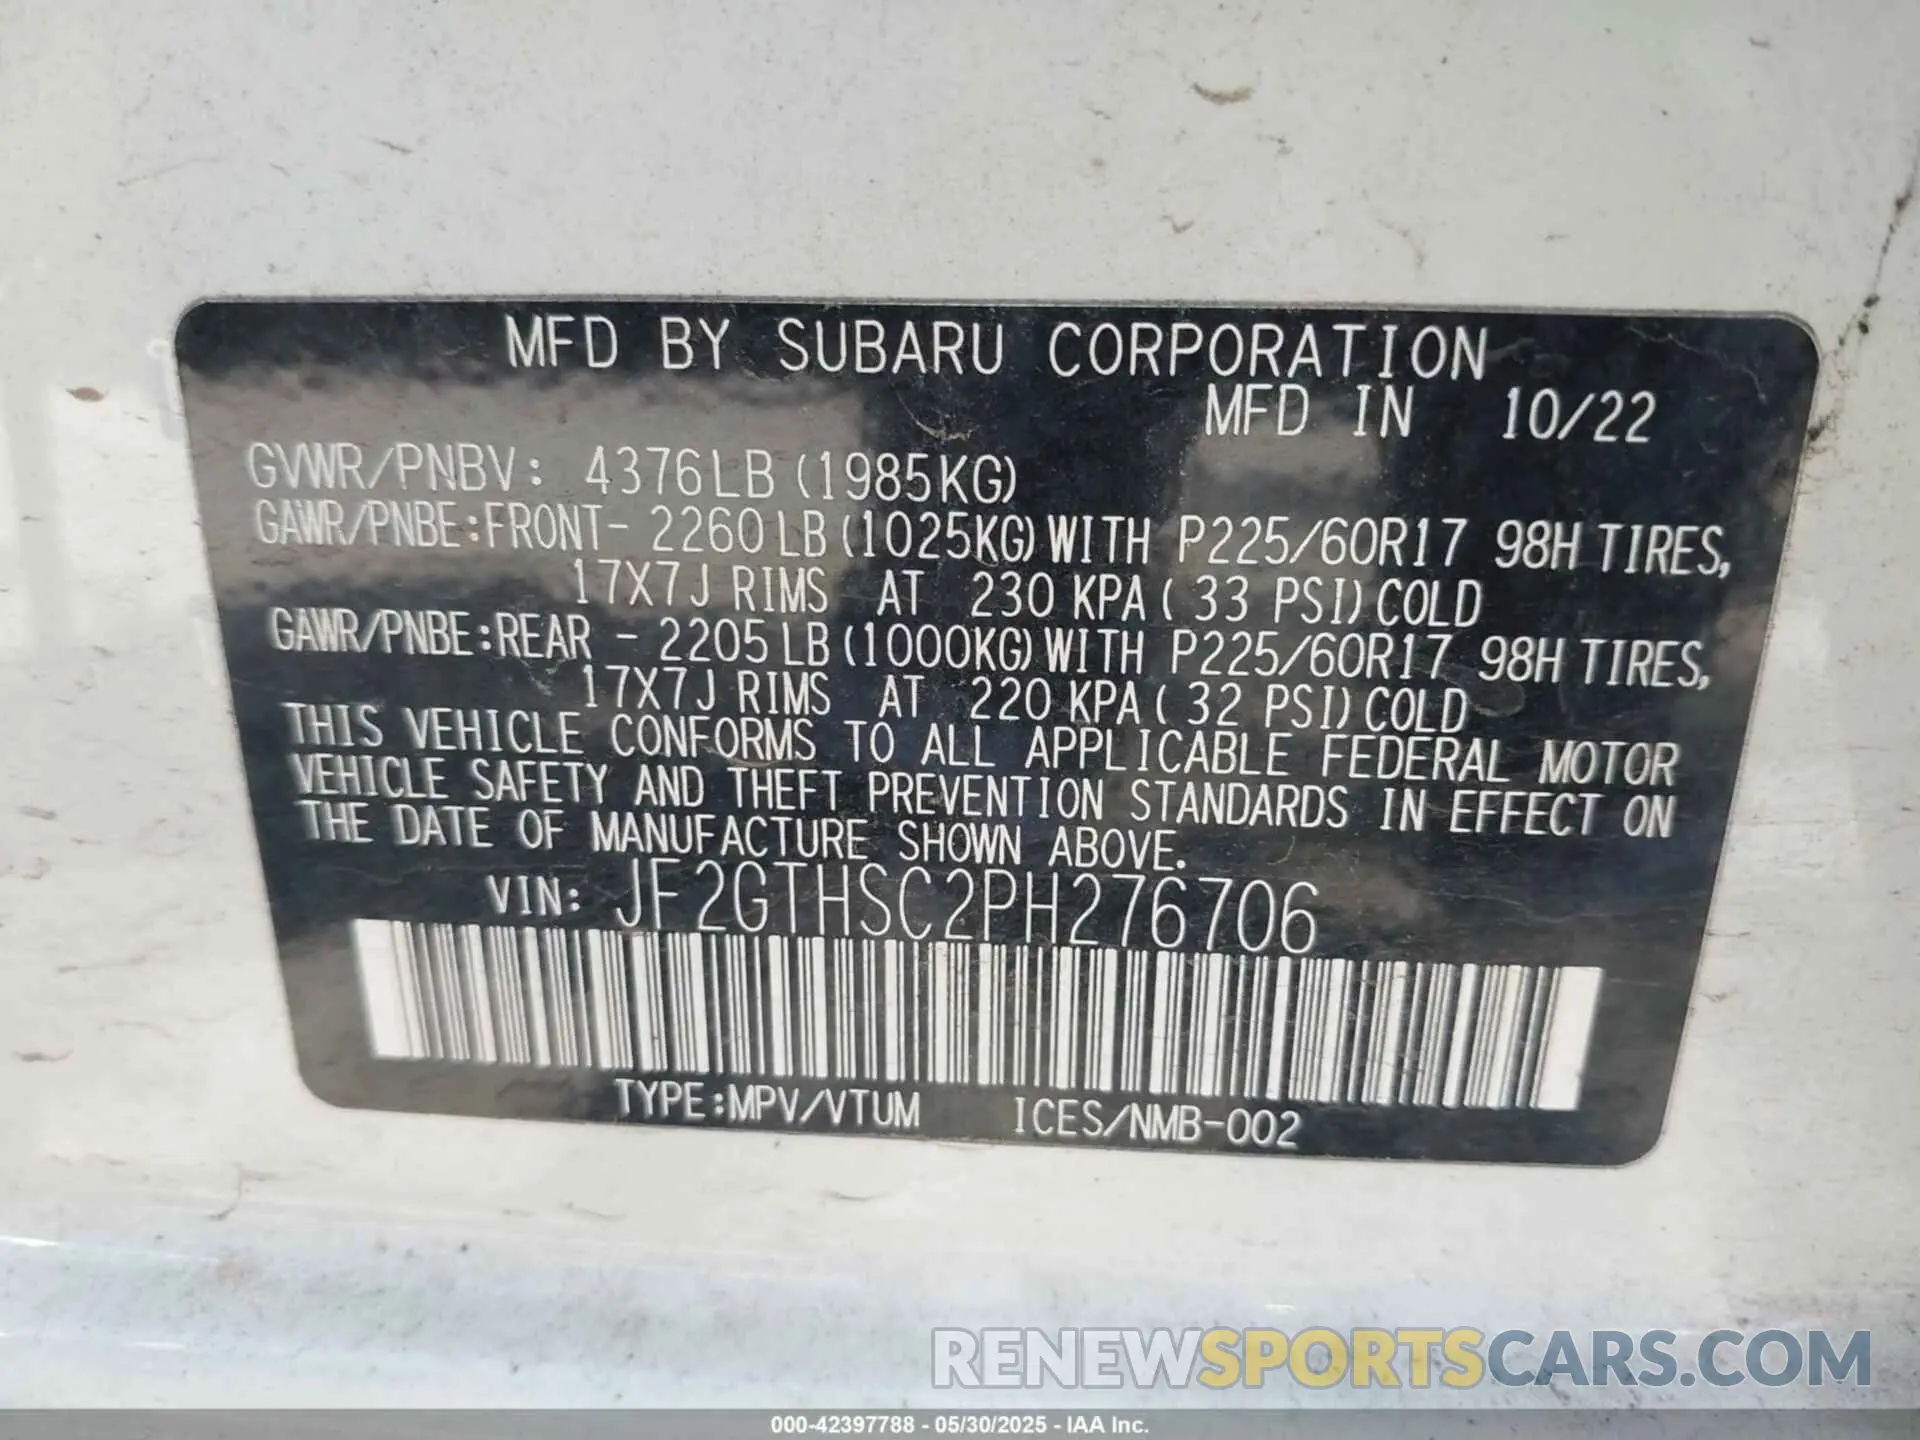 MFD BY SUBARU CORPORATION
MFD IN 10/22
GVWR/PNBV: 4376LB (1985KG)
GAWR/PNBE:FRONT- 2260 LB (1025KG) WITH P225/60R17 98H TIRES,
17X7J RIMS AT 230 KPA ( 33 PSI) COLD
GAWR/PNBE:REAR - 2205 LB (1000KG) WITH P225/60R17 98H TIRES,
17X7J RIMS AT 220 KPA ( 32 PSI) COLD
THIS VEHICLE CONFORMS TO ALL APPLICABLE FEDERAL MOTOR
VEHICLE SAFETY AND THEFT PREVENTION STANDARDS IN EFFECT ON
THE DATE OF MANUFACTURE SHOWN ABOVE.
VIN: JF2GTHSC2PH276706
TYPE:MPV/VTUM ICES/NMB-002
RENEWSPORTSCARS.COM
000-42397788 - 05/30/2025 - IAA Inc.